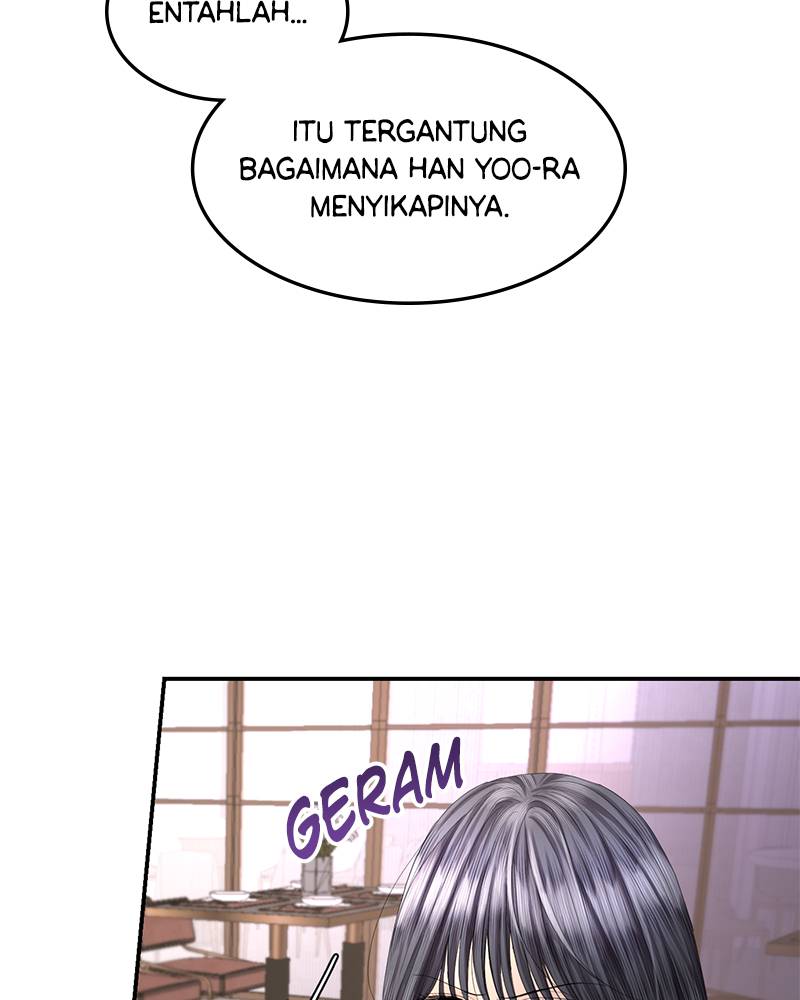 ENTAHLAH...
ITU TERGANTUNG
BAGAIMANA HAN YOO-RA
MENYIKAPINYA.
GERAM